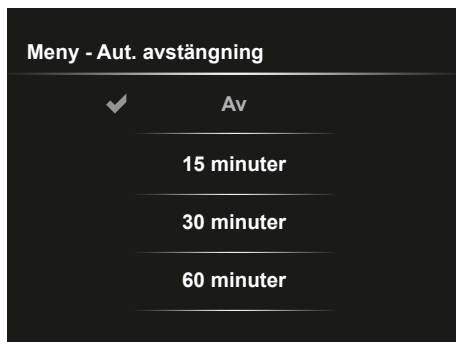 Meny - Aut. avstängning
Av
15 minuter
30 minuter
60 minuter